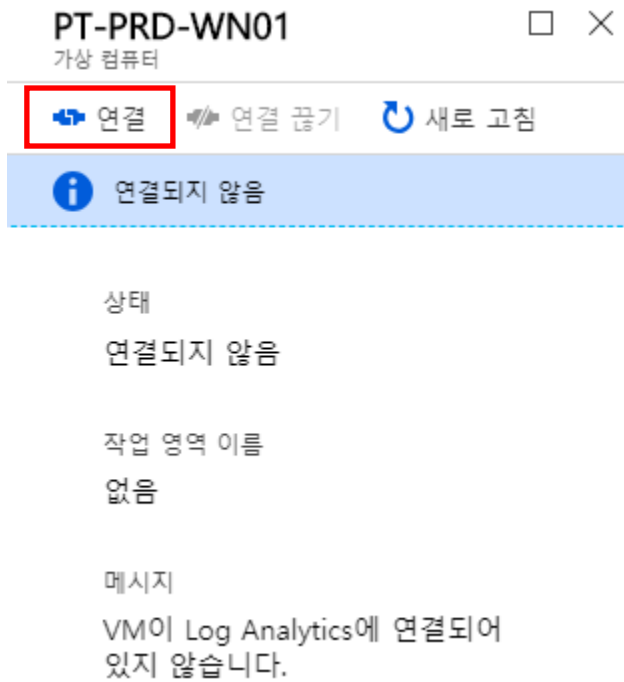 PT-PRD-WN01
가상 컴퓨터
연결 연결 끊기 새로 고침
연결되지 않음
상태
연결되지 않음
작업 영역 이름
없음
메시지
VM이 Log Analytics에 연결되어
있지 않습니다.